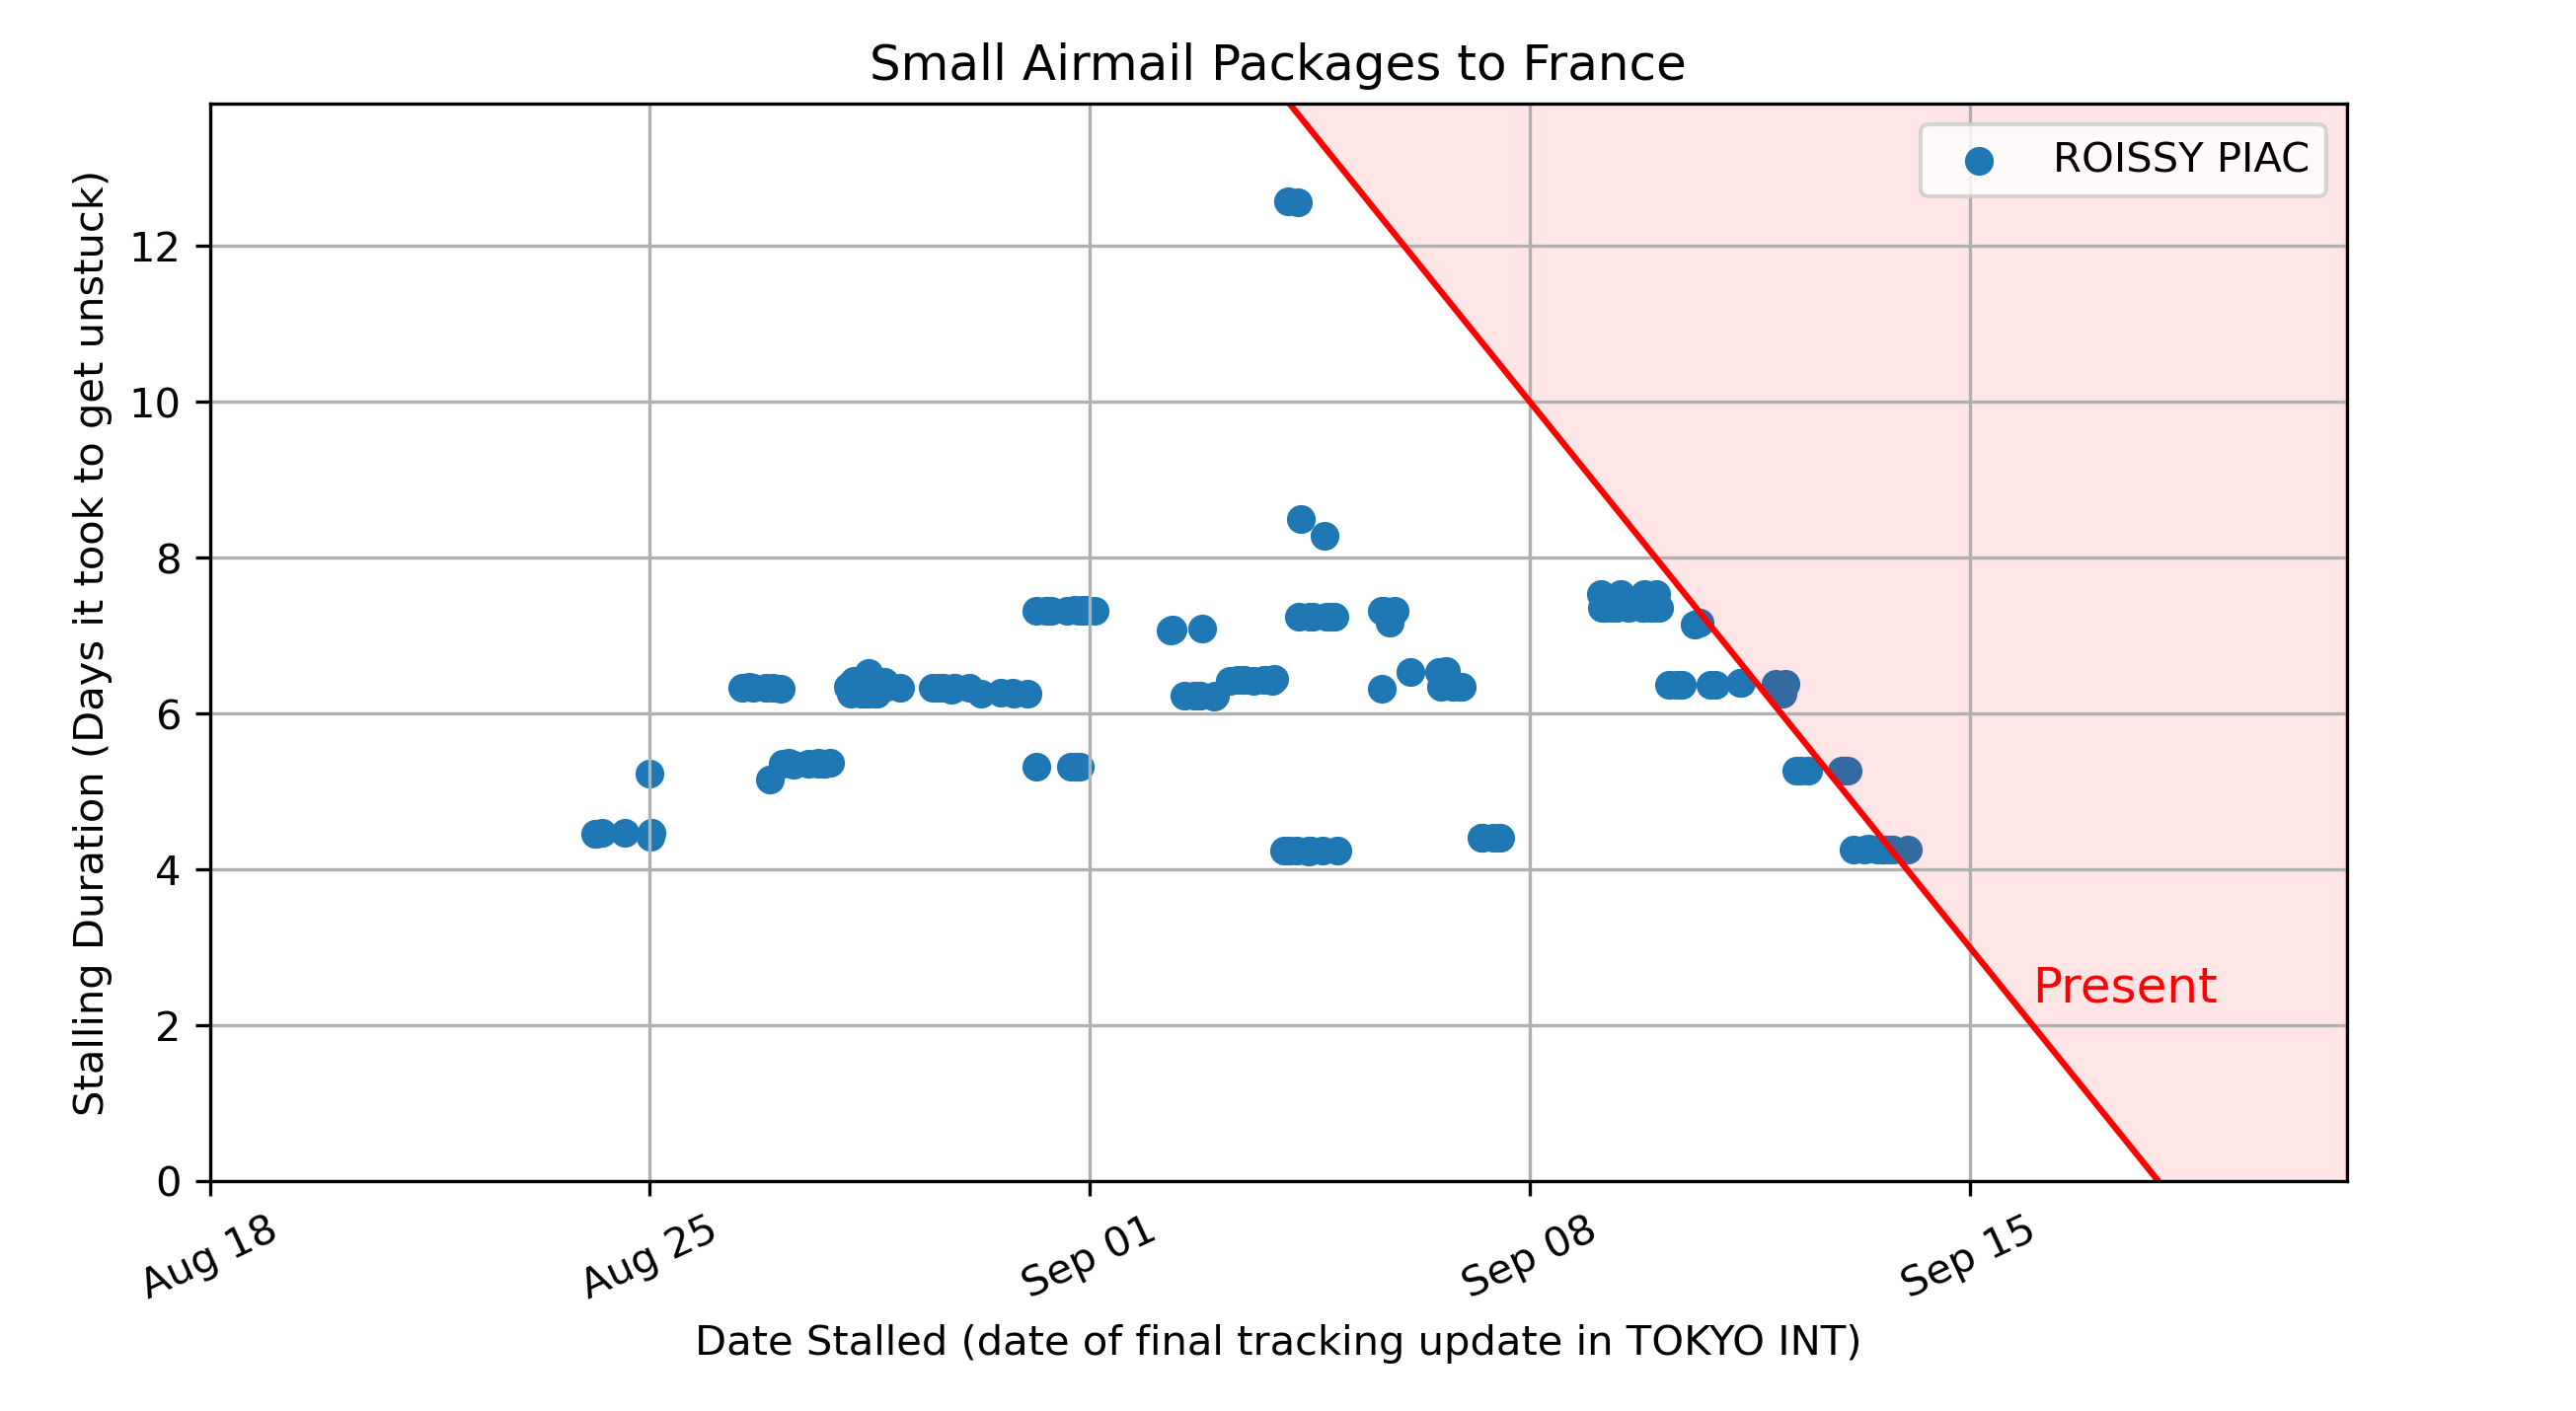 Small Airmail Packages to France
ROISSY PIAC
Stalling Duration (Days it took to get unstuck)
12
10
8
6
4
2
0
Present
Aug 18
Aug 25
Sep 01
Sep 08
Sep 15
Date Stalled (date of final tracking update in TOKYO INT)